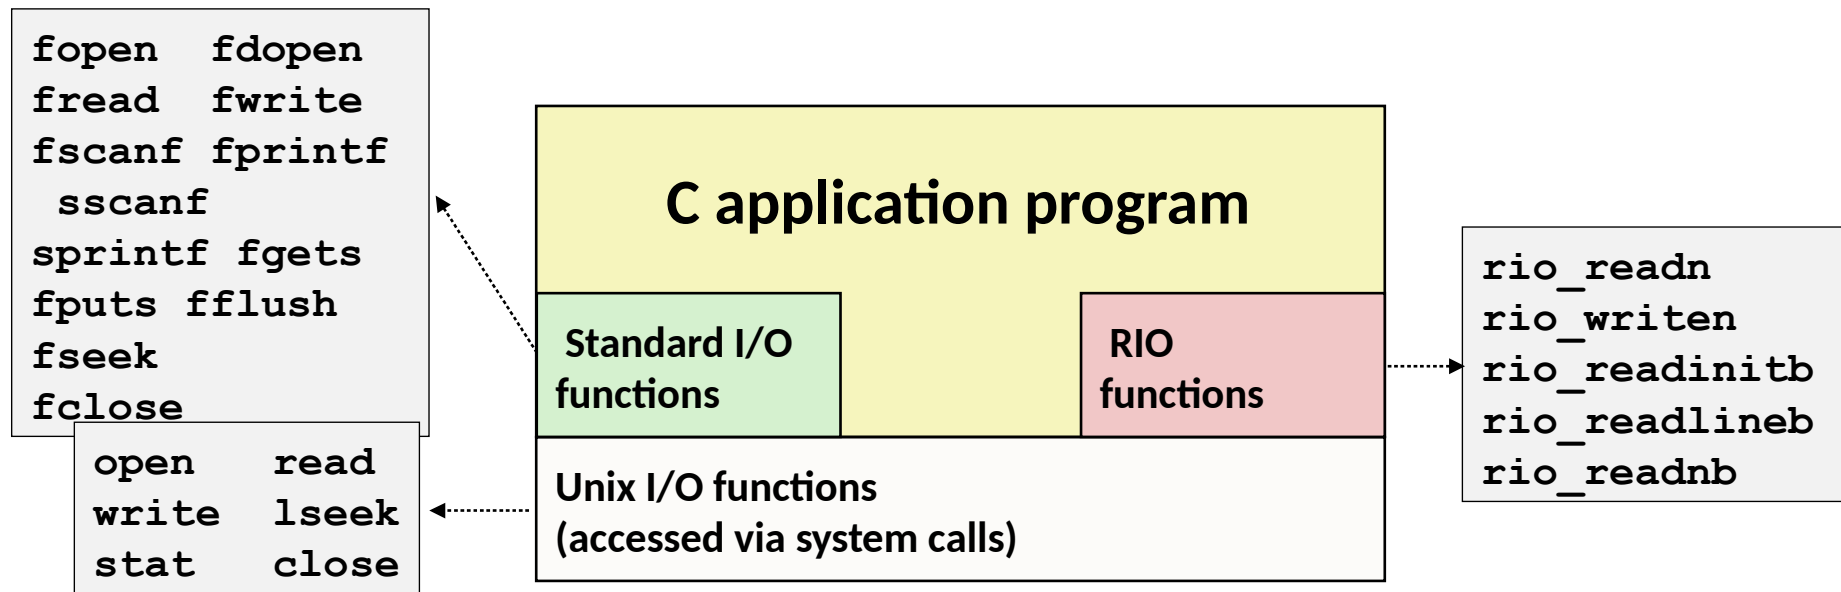 fopen fdopen
fread fwrite
fscanf fprintf
sscanf
sprintf fgets
fputs fflush
fseek
fclose
open read
write lseek
stat close
C application program
Standard I/O
functions
RIO
functions
Unix I/O functions
(accessed via system calls)
rio_readn
rio_writen
rio_readinitb
rio_readlineb
rio_readnb